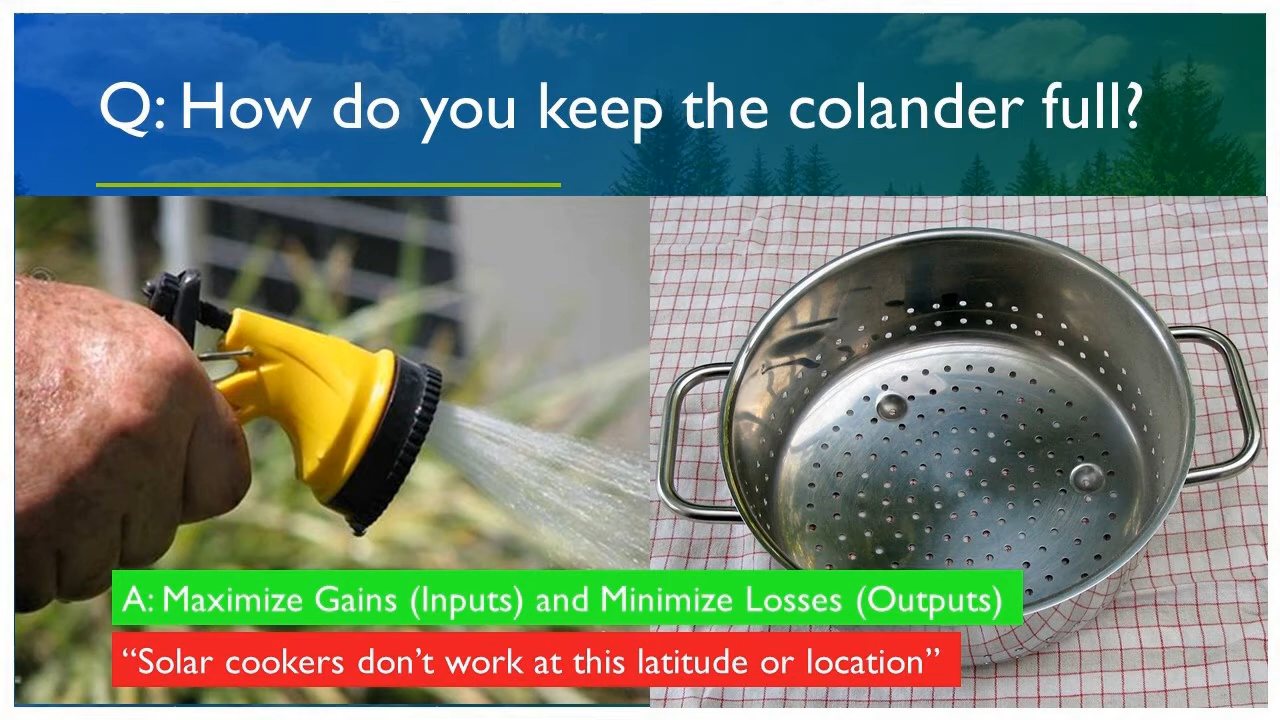 Q: How do you keep the colander full?
A: Maximize Gains (Inputs) and Minimize Losses (Outputs)
“Solar cookers don’t work at this latitude or location”